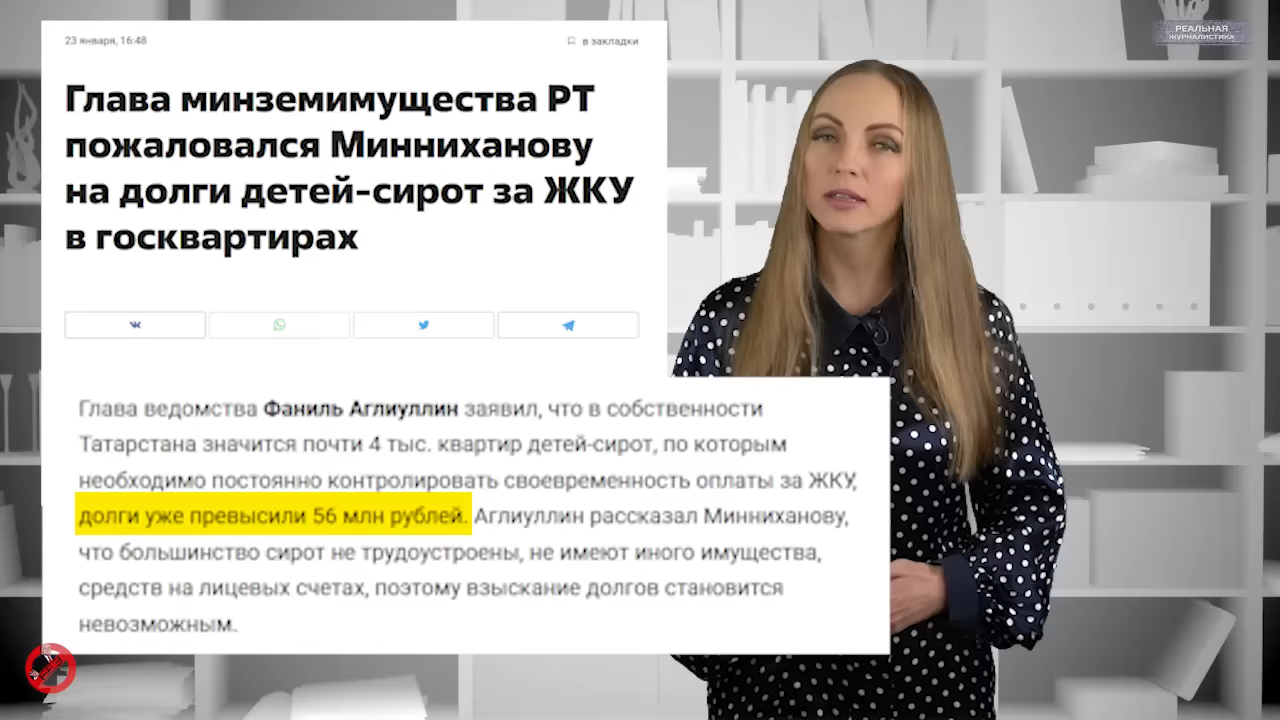 23 января, 16:48
в закладки
РЕАЛЬНАЯ
ЖУРНАЛИСТИКА
Глава минземимущества РТ
пожаловался Минниханову
на долги детей-сирот за ЖКУ
в госквартирах
Глава ведомства Фаниль Аглиуллин заявил, что в собственности
Татарстана значится почти 4 тыс. квартир детей-сирот, по которым
необходимо постоянно контролировать своевременность оплаты за ЖКУ,
долги уже превысили 56 млн рублей. Аглиуллин рассказал Минниханову,
что большинство сирот не трудоустроены, не имеют иного имущества,
средств на лицевых счетах, поэтому взыскание долгов становится
невозможным.